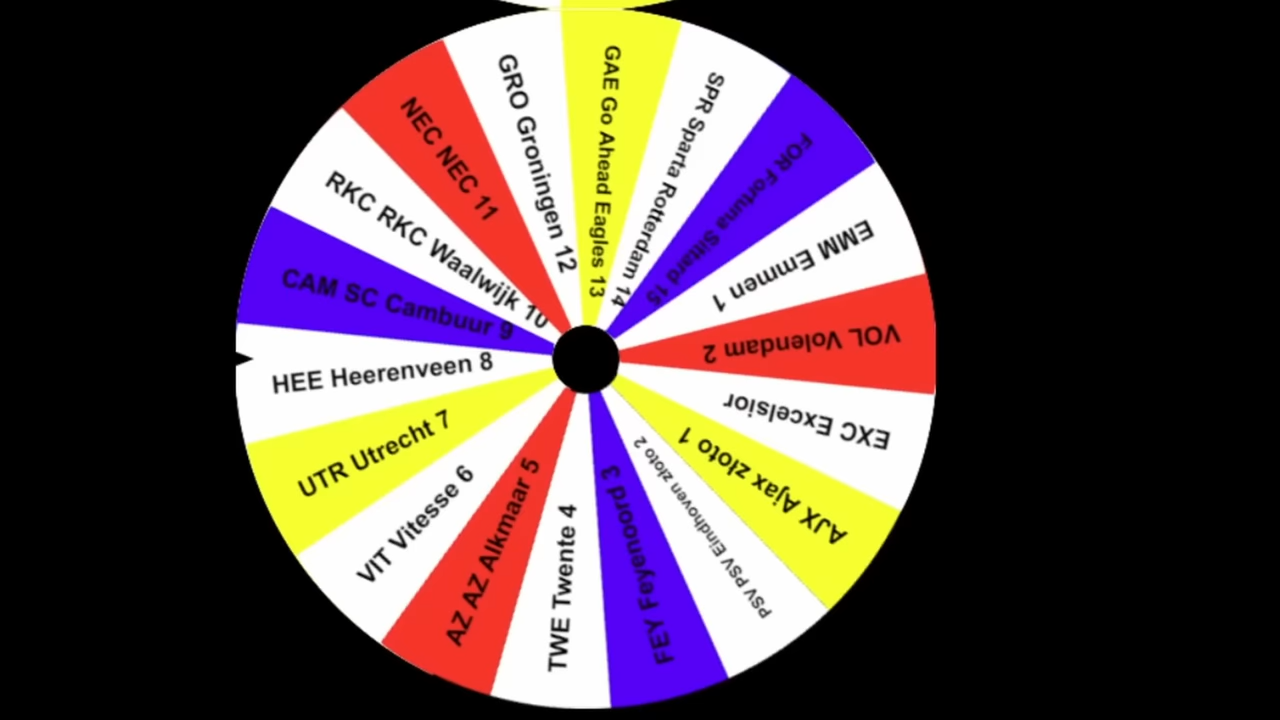 GAE Go Ahead Eagles 13
SPR Sparta Rotterdam 14
FOR Fortuna Sittard 15
EMM Emmen 1
VOL Volendam 2
EXC Excelsior
AJX Ajax złoto 1
PSV PSV Eindhoven złoto 2
FEY Feyenoord 3
TWE Twente 4
AZ AZ Alkmaar 5
VIT Vitesse 6
UTR Utrecht 7
HEE Heerenveen 8
CAM SC Cambuur 9
RKC RKC Waalwijk 10
NEC NEC 11
GRO Groningen 12